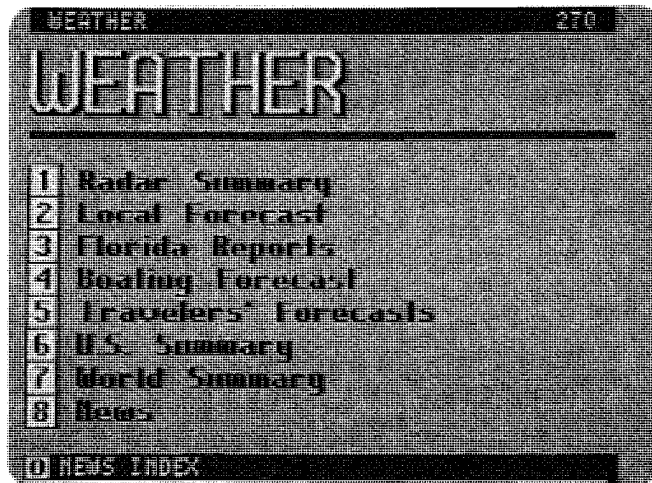 WEATHER 270
WEATHER
1 Radar Summary
2 Local Forecast
3 Florida Reports
4 Boating Forecast
5 Travelers' Forecasts
6 U.S. Summary
7 World Summary
8 News
0 NEWS INDEX